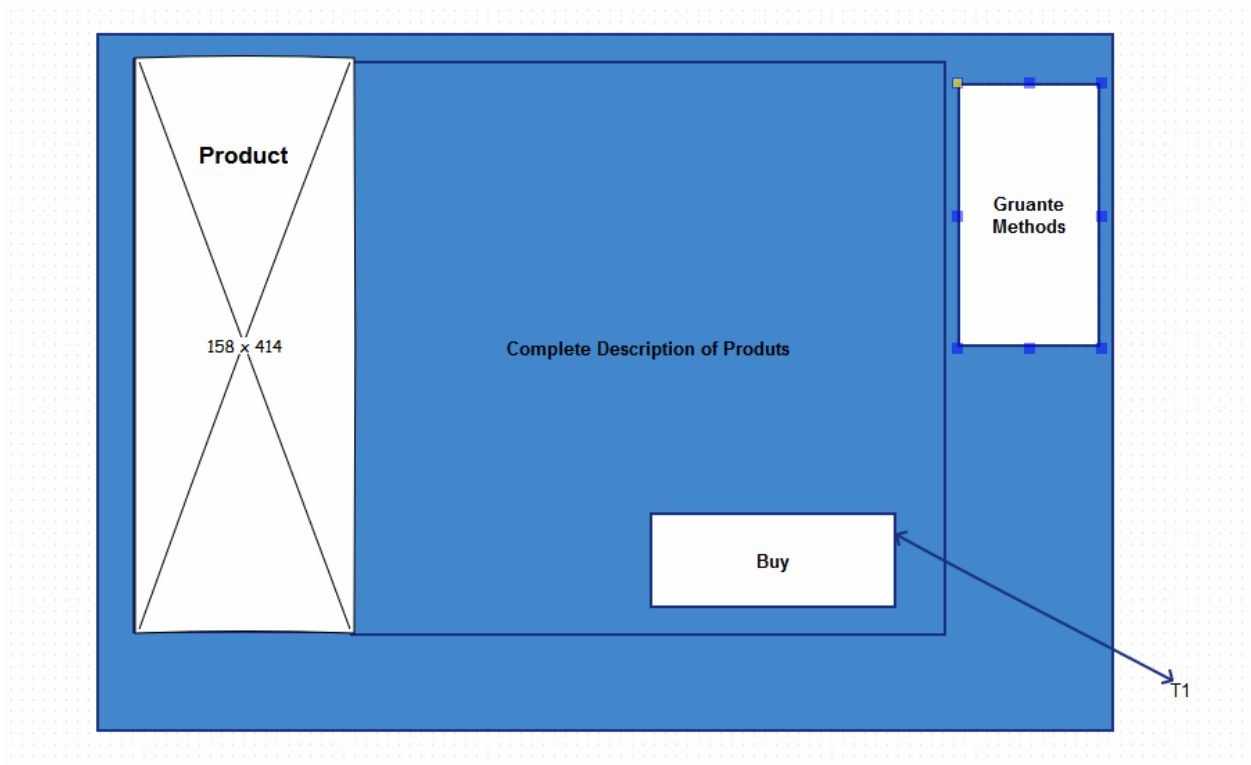 Product
158 x 414
Gruante
Methods
Complete Description of Produts
Buy
T1